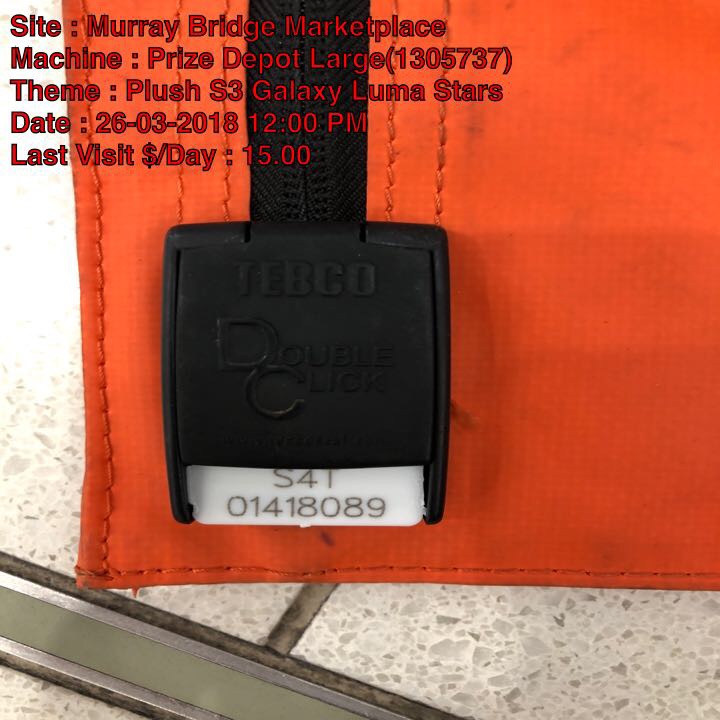 Site : Murray Bridge Marketplace
Machine : Prize Depot Large(1305737)
Theme : Plush S3 Galaxy Luma Stars
Date : 26-03-2018 12:00 PM
Last Visit $/Day : 15.00
TEBCO
DOUBLE
CLICK
S4T
01418089